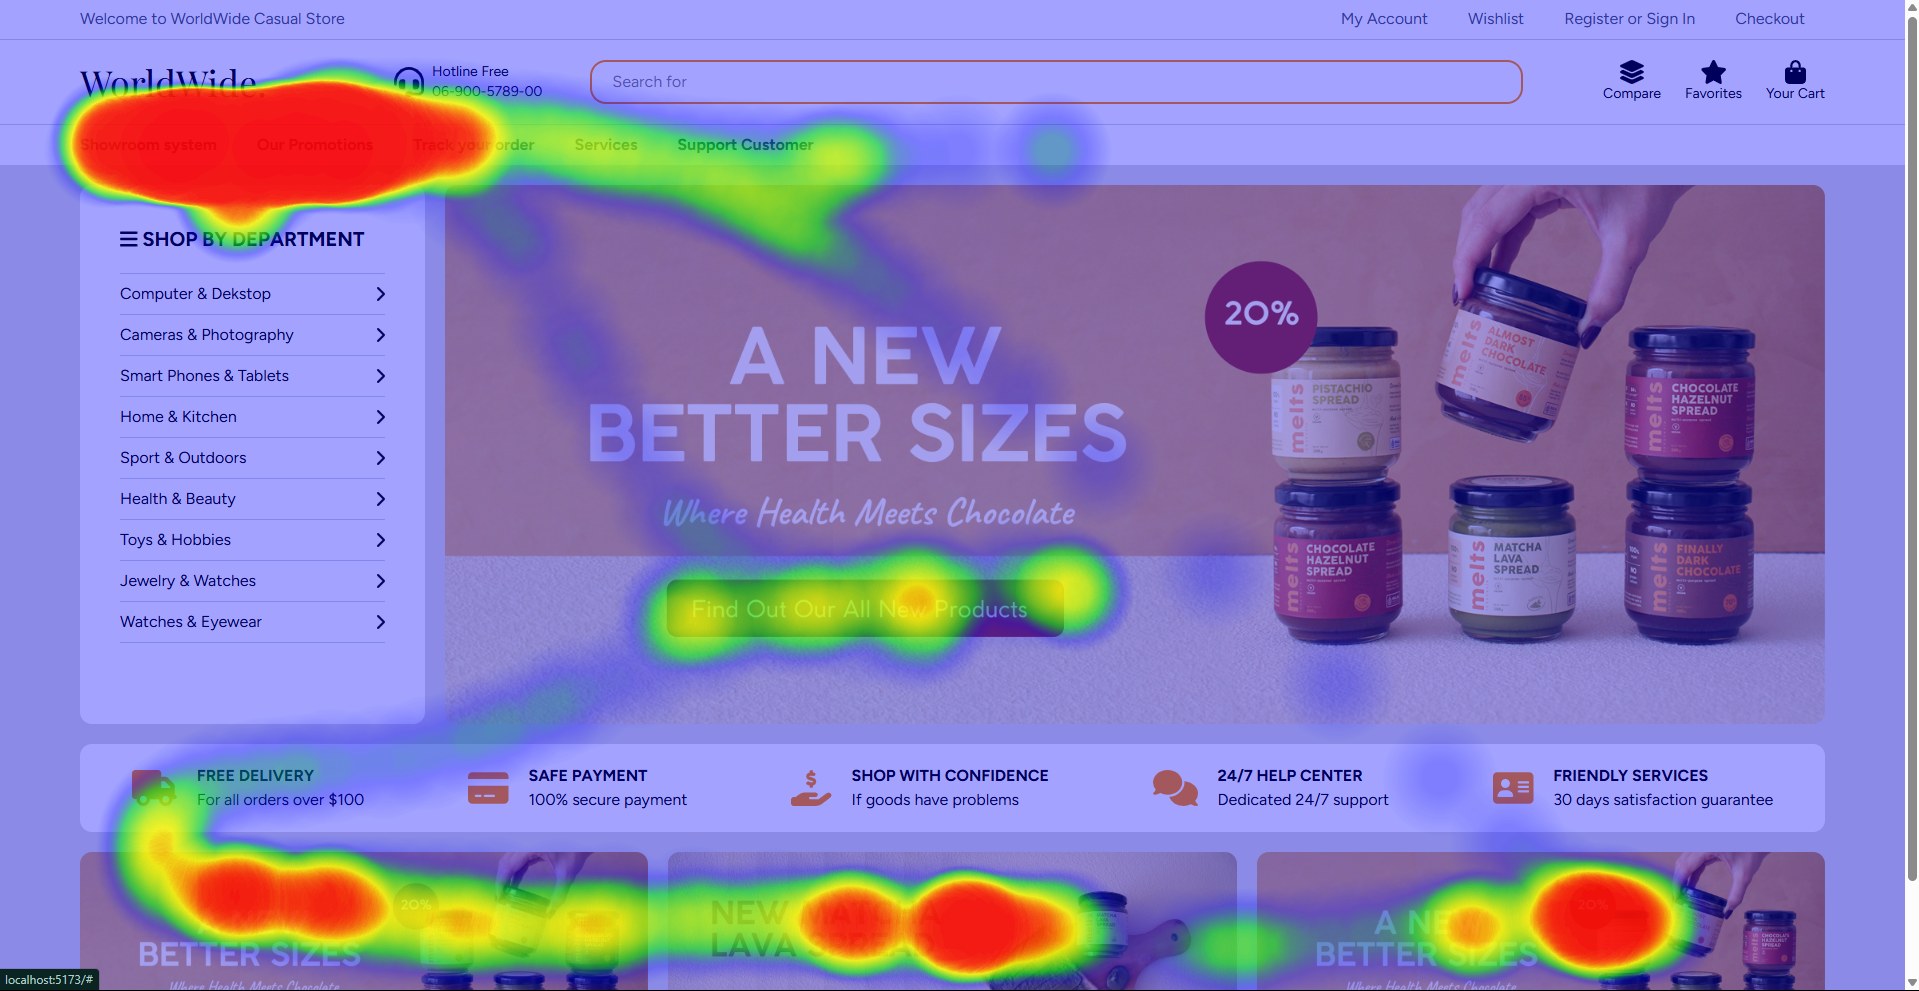 Welcome to WorldWide Casual Store
My Account Wishlist Register or Sign In Checkout
WorldWide.
Hotline Free
06-900-5789-00
Search for
Compare Favorites Your Cart
Showroom system Our Promotions Track your order Services Support Customer
SHOP BY DEPARTMENT
Computer & Dekstop
Cameras & Photography
Smart Phones & Tablets
Home & Kitchen
Sport & Outdoors
Health & Beauty
Toys & Hobbies
Jewelry & Watches
Watches & Eyewear
A NEW
BETTER SIZES
Where Health Meets Chocolate
Find Out Our All New Products
20%
melts
PISTACHIO
SPREAD
melts
ALMOST
DARK
CHOCOLATE
melts
CHOCOLATE
HAZELNUT
SPREAD
melts
CHOCOLATE
HAZELNUT
SPREAD
melts
MATCHA
LAVA
SPREAD
melts
FINALLY
DARK
CHOCOLATE
FREE DELIVERY
For all orders over $100
SAFE PAYMENT
100% secure payment
SHOP WITH CONFIDENCE
If goods have problems
24/7 HELP CENTER
Dedicated 24/7 support
FRIENDLY SERVICES
30 days satisfaction guarantee
20%
BETTER SIZES
Where Health Meets Chocolate
NEW MATCHA
LAVA SPREAD
20%
A NEW
BETTER SIZES
Where Health Meets Chocolate
localhost:5173/#